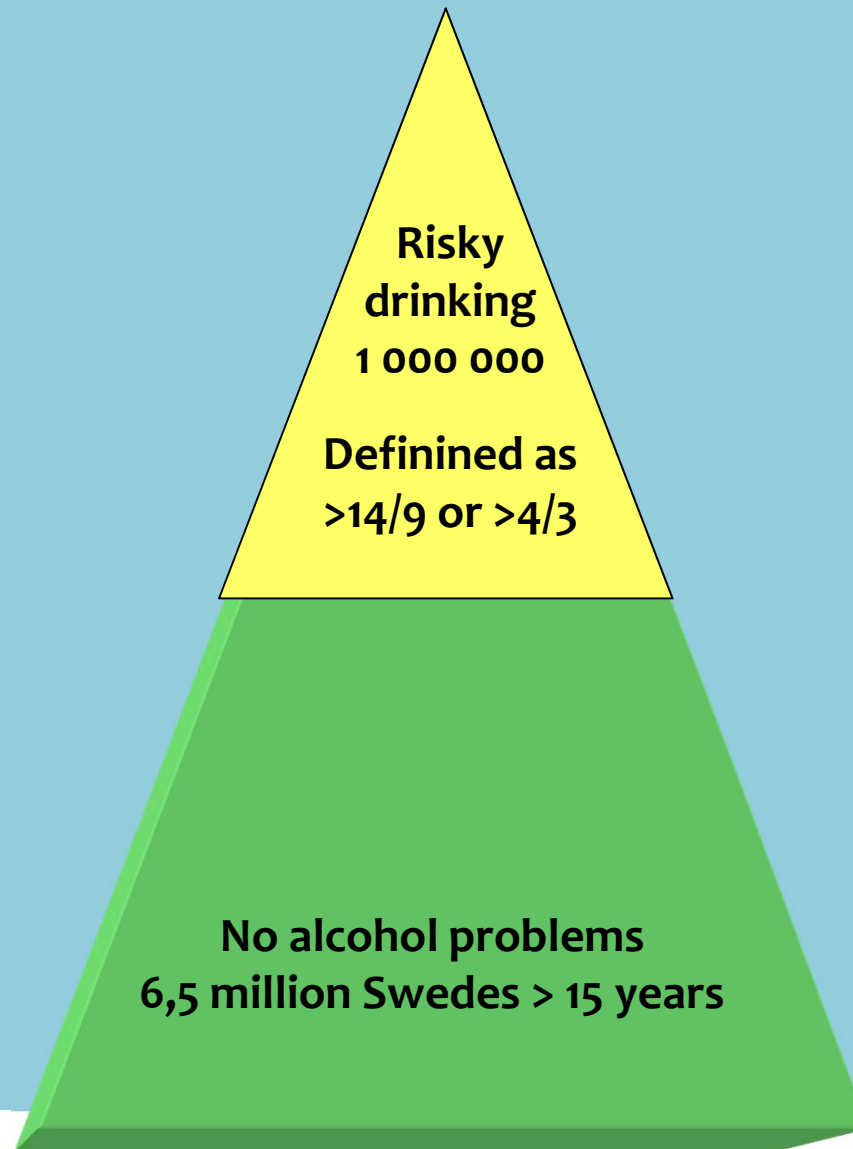 Risky
drinking
1 000 000
Definined as
>14/9 or >4/3
No alcohol problems
6,5 million Swedes > 15 years